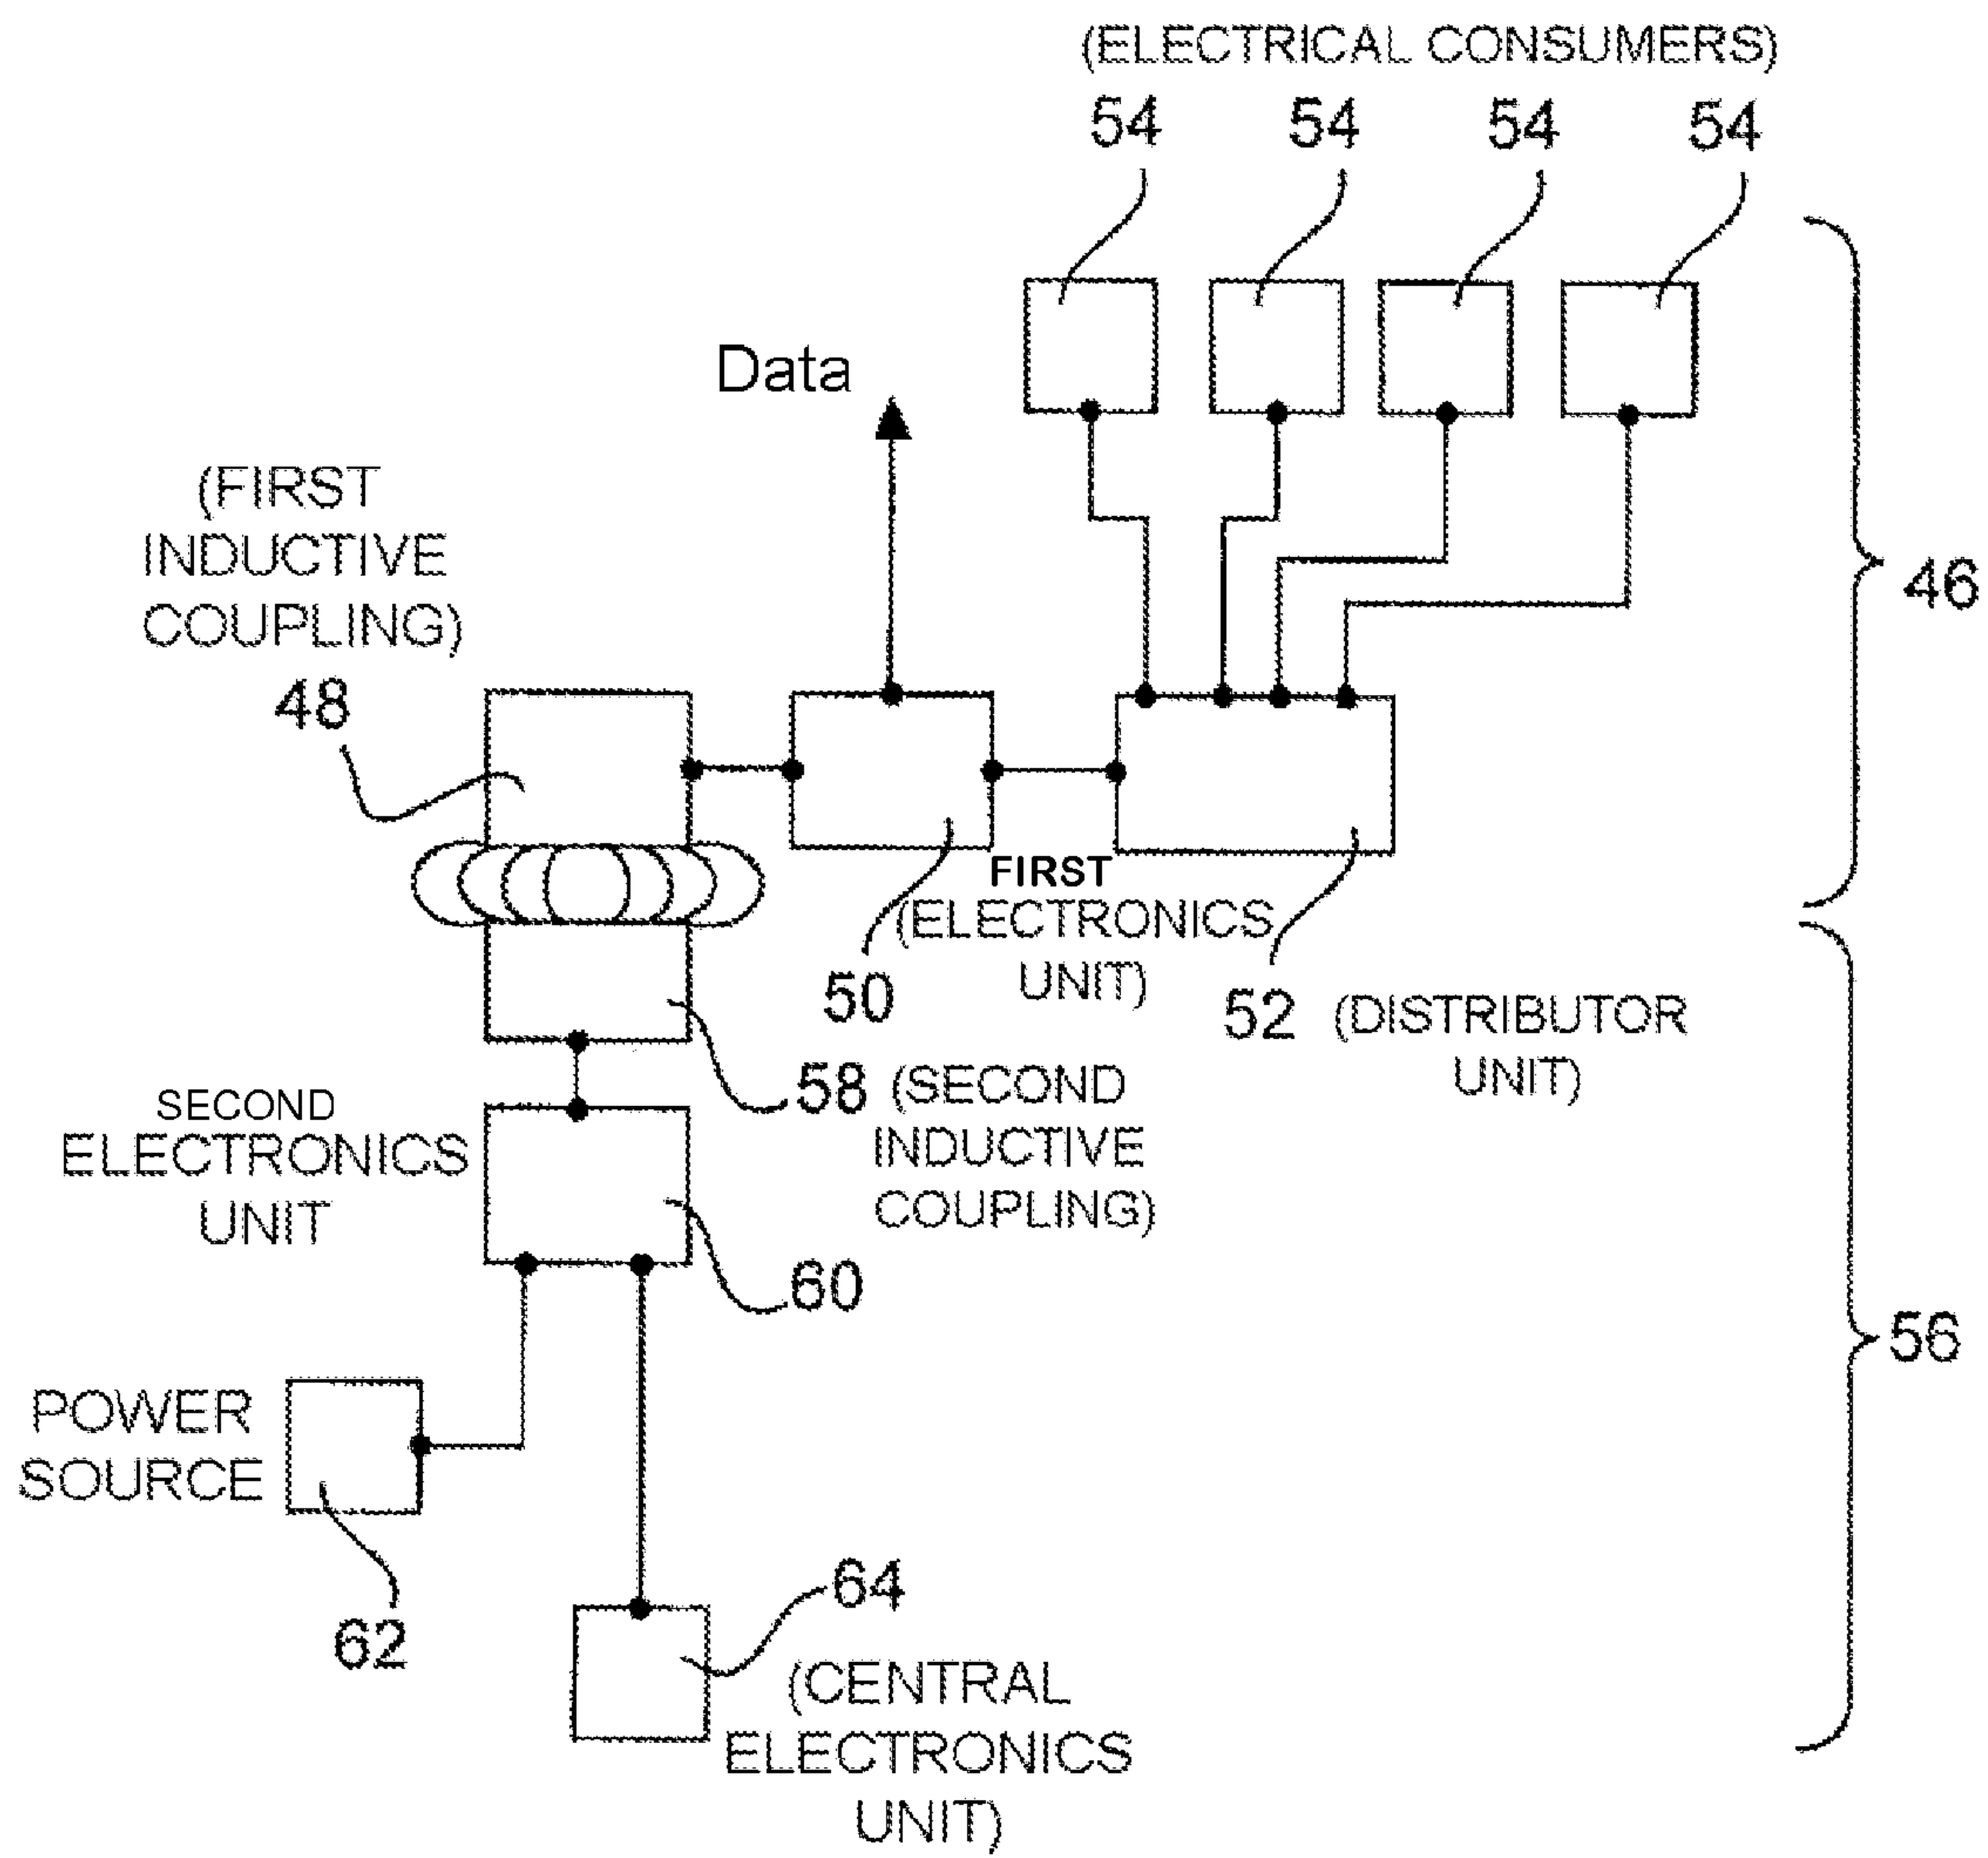 (ELECTRICAL CONSUMERS)
54 54 54 54
Data
(FIRST
INDUCTIVE
COUPLING)
48
46
FIRST
(ELECTRONICS
UNIT)
50
52 (DISTRIBUTOR
UNIT)
58 (SECOND
INDUCTIVE
COUPLING)
SECOND
ELECTRONICS
UNIT
60
56
POWER
SOURCE
62
64
(CENTRAL
ELECTRONICS
UNIT)